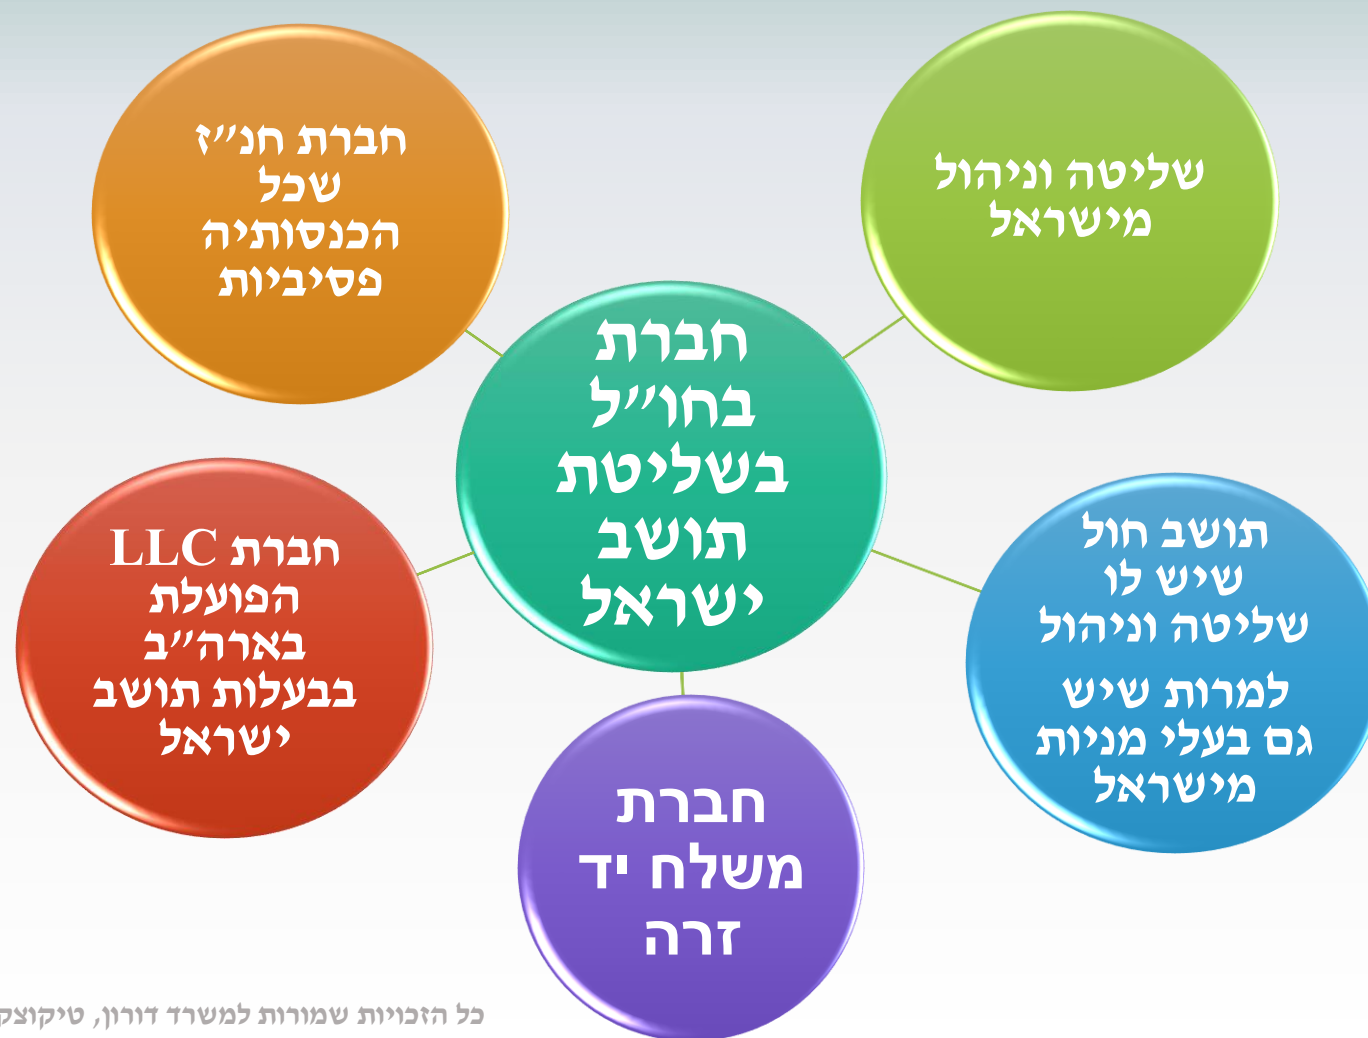 חברת חנ״ז
שכל
הכנסותיה
פסיביות
שליטה וניהול
מישראל
חברת
בחו״ל
בשליטת
תושב
ישראל
חברת LLC
הפועלת
בארה״ב
בבעלות תושב
ישראל
תושב חול
שיש לו
שליטה וניהול
למרות שיש
גם בעלי מניות
מישראל
חברת
משלח יד
זרה
כל הזכויות שמורות למשרד דורון, טיקוצק